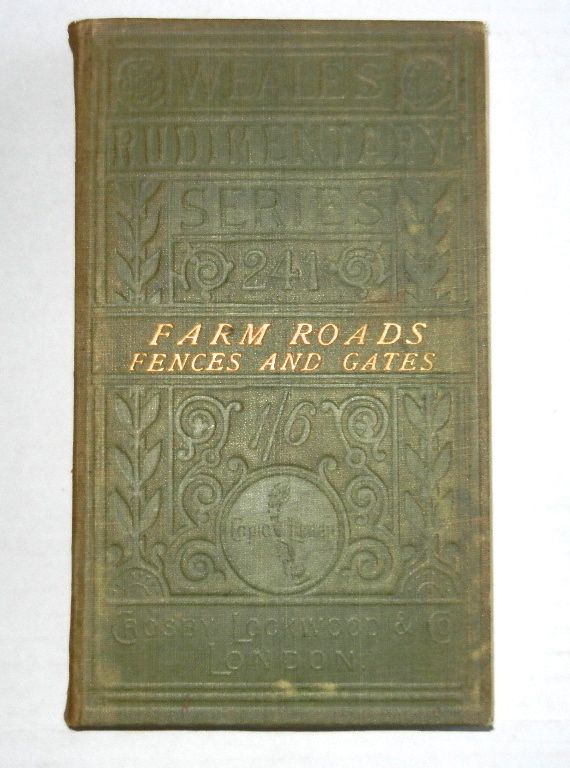 WEALE'S
RUDIMENTARY
SERIES
241
FARM ROADS
FENCES AND GATES
1/6
CROSBY LOCKWOOD & CO
LONDON.